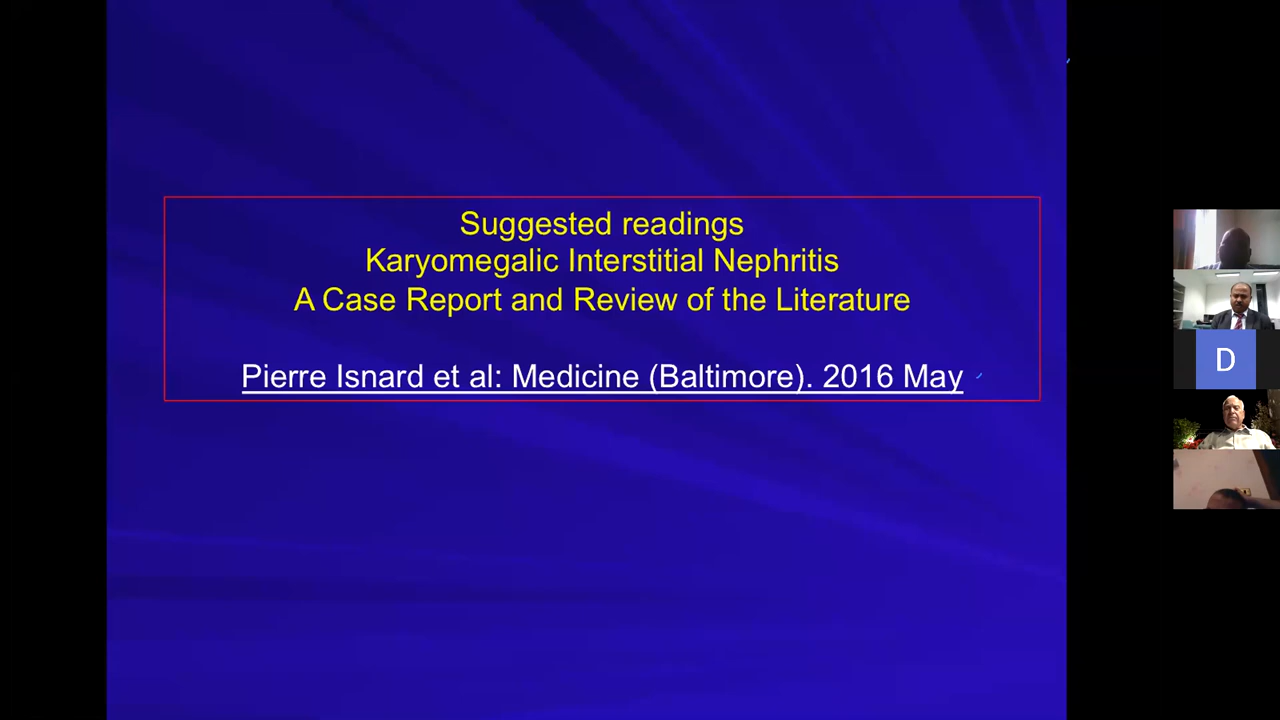 Suggested readings
Karyomegalic Interstitial Nephritis
A Case Report and Review of the Literature
Pierre Isnard et al: Medicine (Baltimore). 2016 May
D